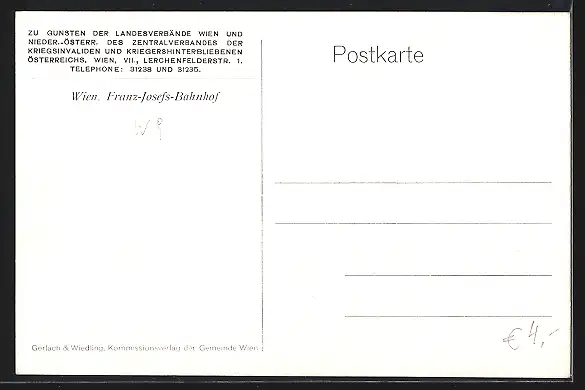 ZU GUNSTEN DER LANDESVERBÄNDE WIEN UND
NIEDER.-ÖSTERR. DES ZENTRALVERBANDES DER
KRIEGSINVALIDEN UND KRIEGERSHINTERBLIEBENEN
ÖSTERREICHS, WIEN, VII., LERCHENFELDERSTR. 1.
TELEPHONE: 31238 UND 31235.
Wien. Franz-Josefs-Bahnhof
W 9
Postkarte
€ 4,-
Gerlach & Wiedling, Kommissionsverlag der Gemeinde Wien.